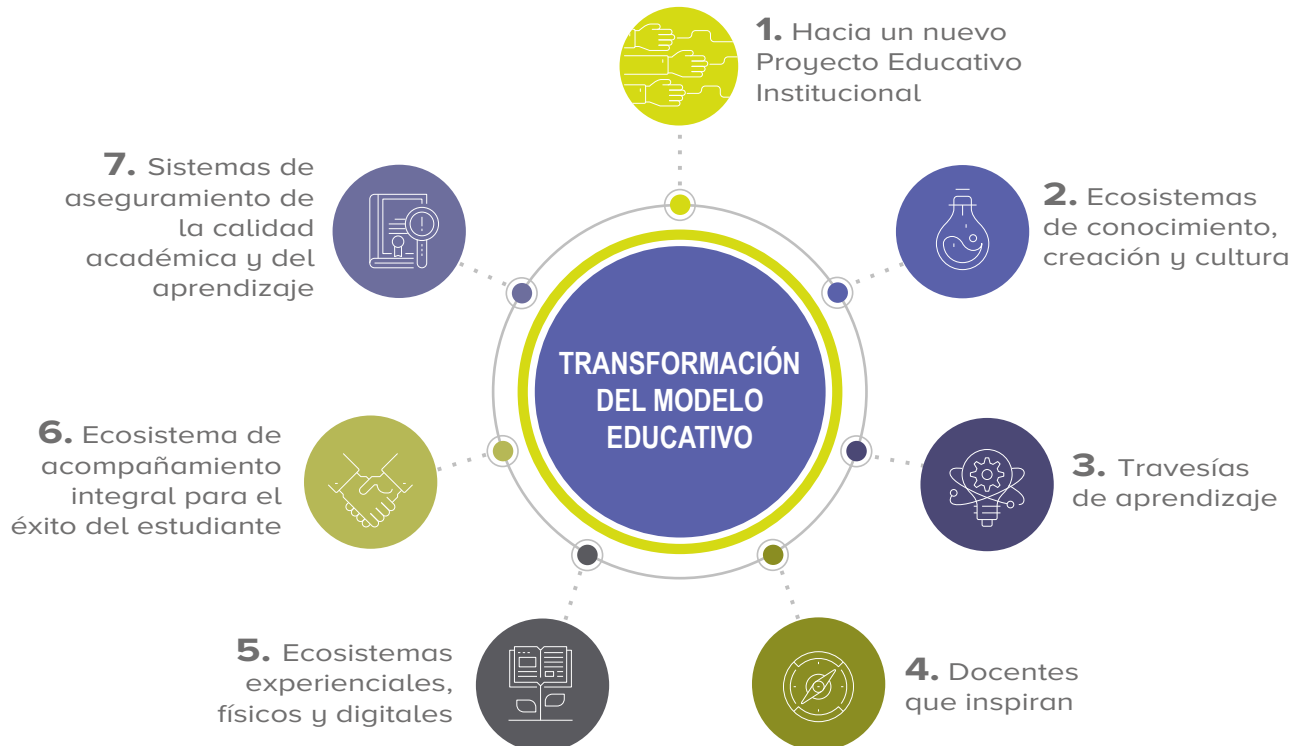 1. Hacia un nuevo
Proyecto Educativo
Institucional
2. Ecosistemas
de conocimiento,
creación y cultura
3. Travesías
de aprendizaje
4. Docentes
que inspiran
5. Ecosistemas
experienciales,
físicos y digitales
6. Ecosistema de
acompañamiento
integral para el
éxito del estudiante
7. Sistemas de
aseguramiento de
la calidad
académica y del
aprendizaje
TRANSFORMACIÓN
DEL MODELO
EDUCATIVO